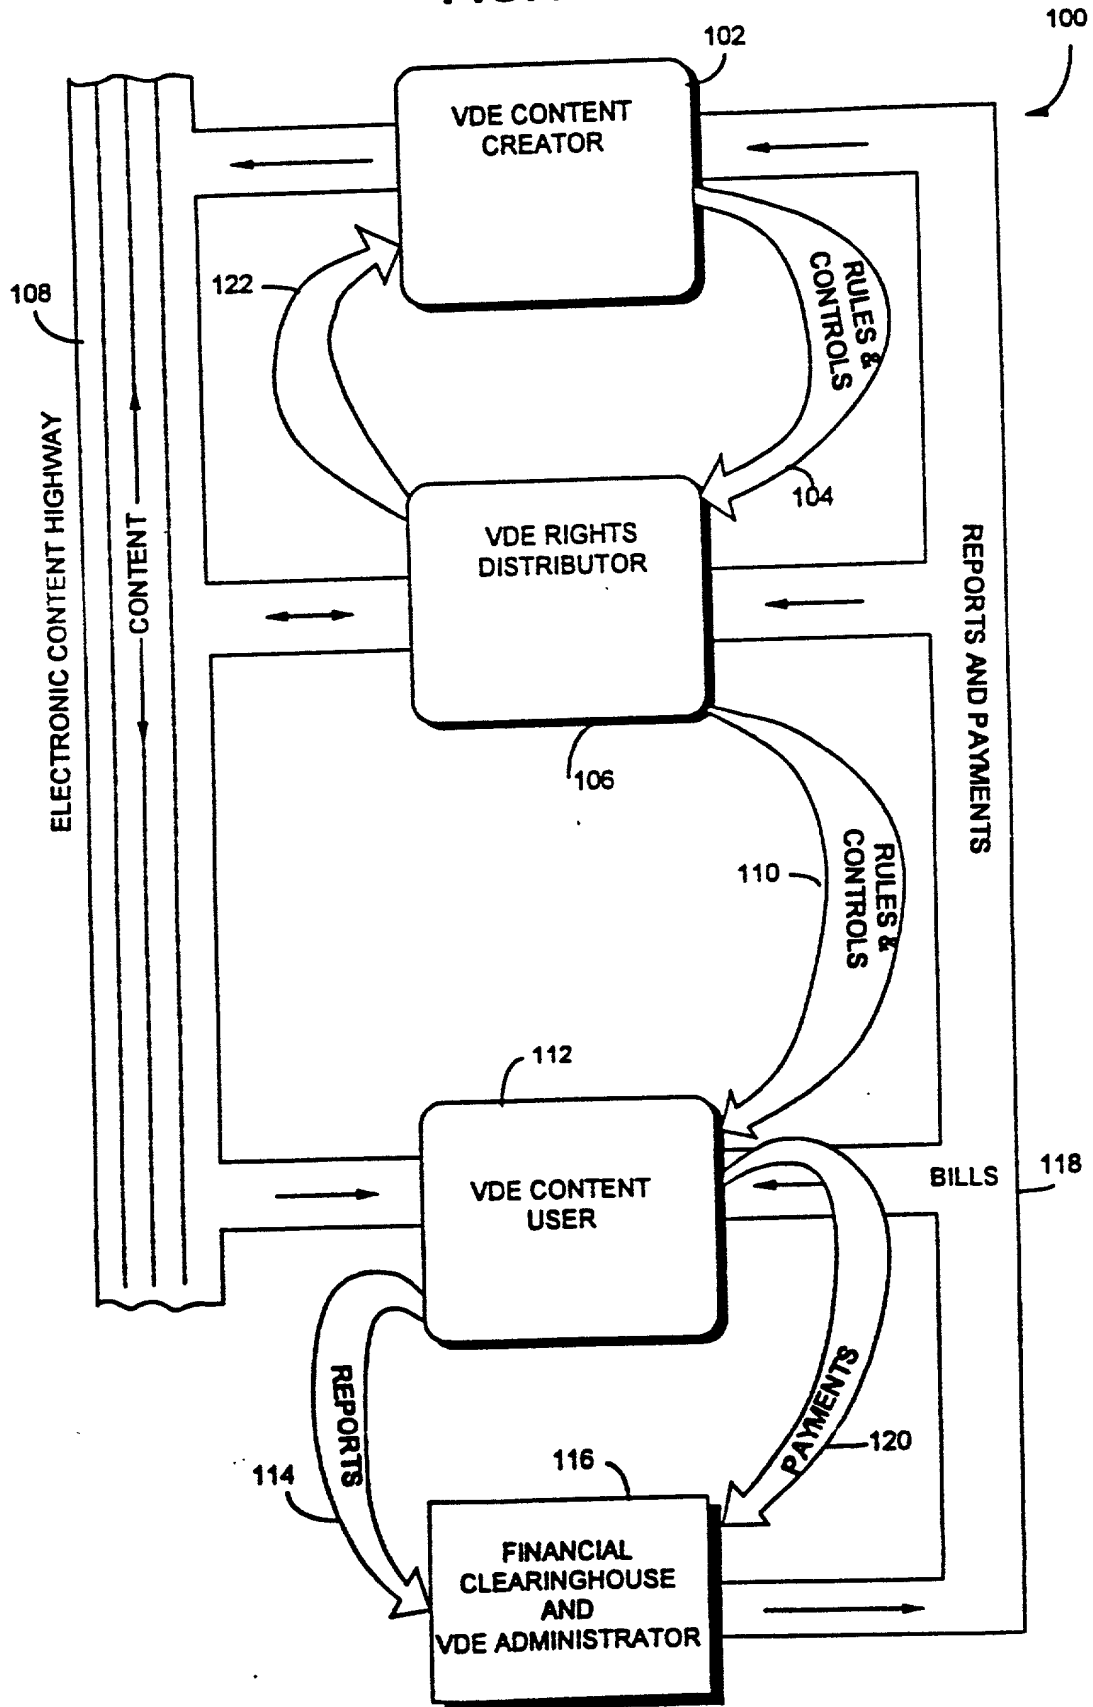 100
102
VDE CONTENT
CREATOR
122
108
RULES &
CONTROLS
104
ELECTRONIC CONTENT HIGHWAY
CONTENT
VDE RIGHTS
DISTRIBUTOR
REPORTS AND PAYMENTS
106
110
RULES &
CONTROLS
112
VDE CONTENT
USER
BILLS
118
REPORTS
PAYMENTS
120
114
116
FINANCIAL
CLEARINGHOUSE
AND
VDE ADMINISTRATOR